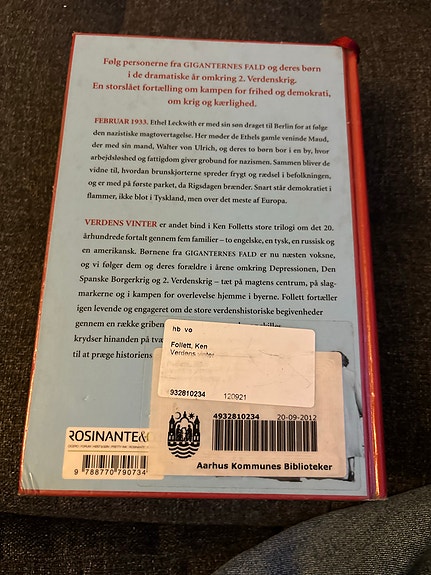 Følg personerne fra GIGANTERNES FALD og deres børn
i de dramatiske år omkring 2. Verdenskrig.
En storslået fortælling om kampen for frihed og demokrati,
om krig og kærlighed.
FEBRUAR 1933. Ethel Leckwith er med sin søn draget til Berlin for at følge
den nazistiske magtovertagelse. Her møder de Ethels gamle veninde Maud,
der med sin mand, Walter von Ulrich, og deres to børn bor i en by, hvor
arbejdsløshed og fattigdom giver grobund for nazismen. Sammen bliver de
vidne til, hvordan brunskjorterne spreder frygt og rædsel i befolkningen,
og er med på første parket, da Rigsdagen brænder. Snart står demokratiet i
flammer, ikke blot i Tyskland, men over det meste af Europa.
VERDENS VINTER er andet bind i Ken Folletts store trilogi om det 20.
århundrede fortalt gennem fem familier – to engelske, en tysk, en russisk og
en amerikansk. Børnene fra GIGANTERNES FALD er nu næsten voksne,
og vi følger dem og deres forældre i årene omkring Depressionen, Den
Spanske Borgerkrig og 2. Verdenskrig – tæt på magtens centrum, på slag-
markerne og i kampen for overlevelse hjemme i byerne. Follett fortæller
igen levende og engageret om de store verdenshistoriske begivenheder
gennem en række
krydser hinanden på
til at præge historiens
hb vo
Follett, Ken
Verdens vinter
932810234 120921
4932810234 20-09-2012
Aarhus Kommunes Biblioteker
ROSINANTE&
9 788770 790734